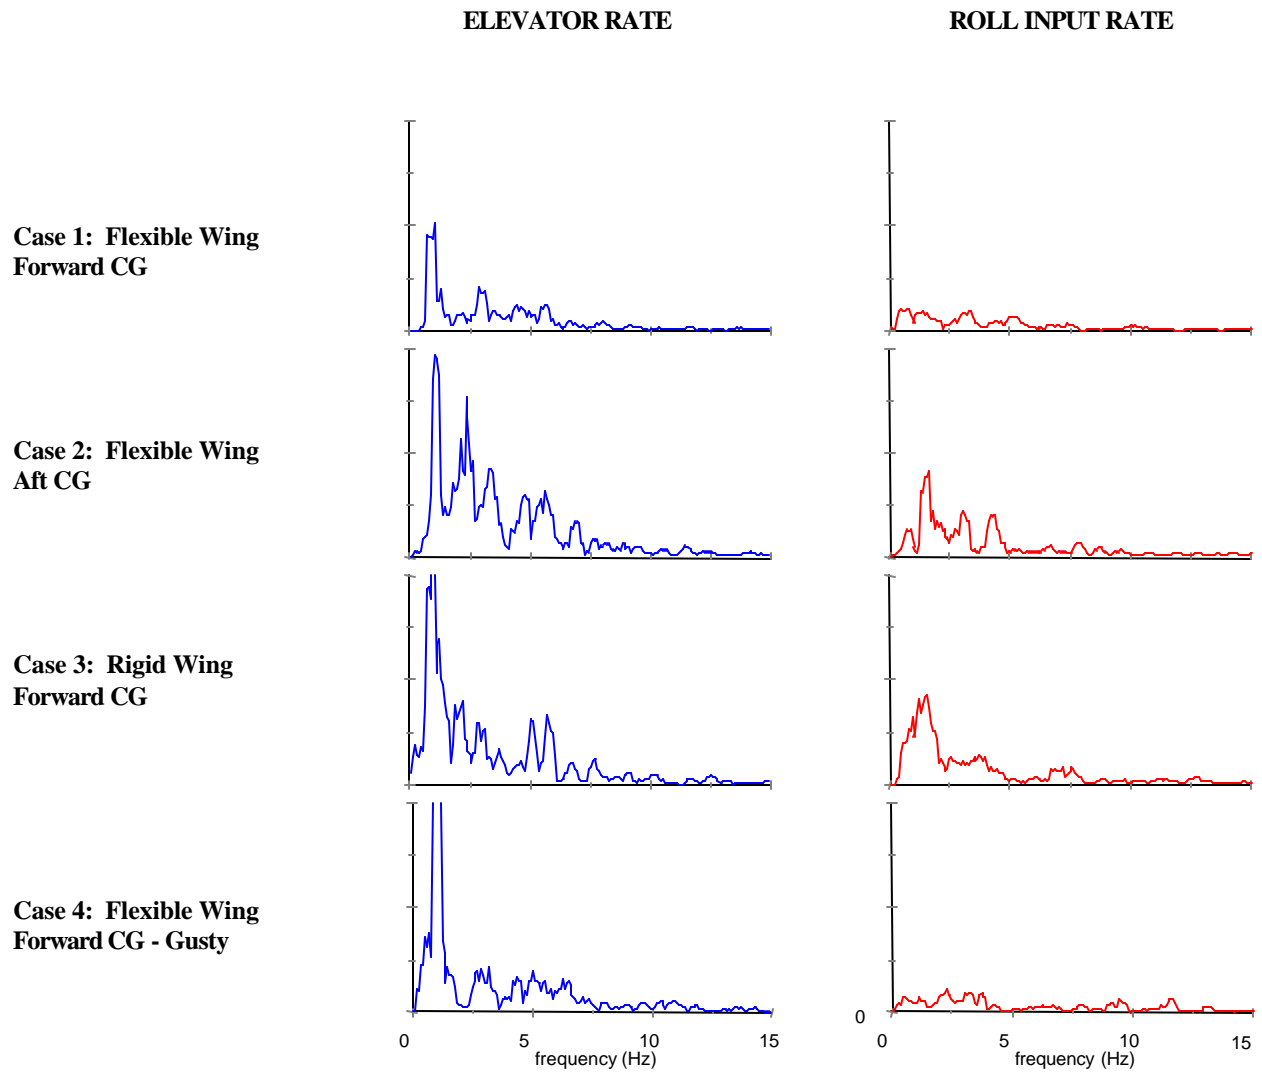 ELEVATOR RATE
ROLL INPUT RATE
Case 1: Flexible Wing
Forward CG
Case 2: Flexible Wing
Aft CG
Case 3: Rigid Wing
Forward CG
Case 4: Flexible Wing
Forward CG - Gusty
0
0 5 10 15
frequency (Hz)
0 5 10 15
frequency (Hz)